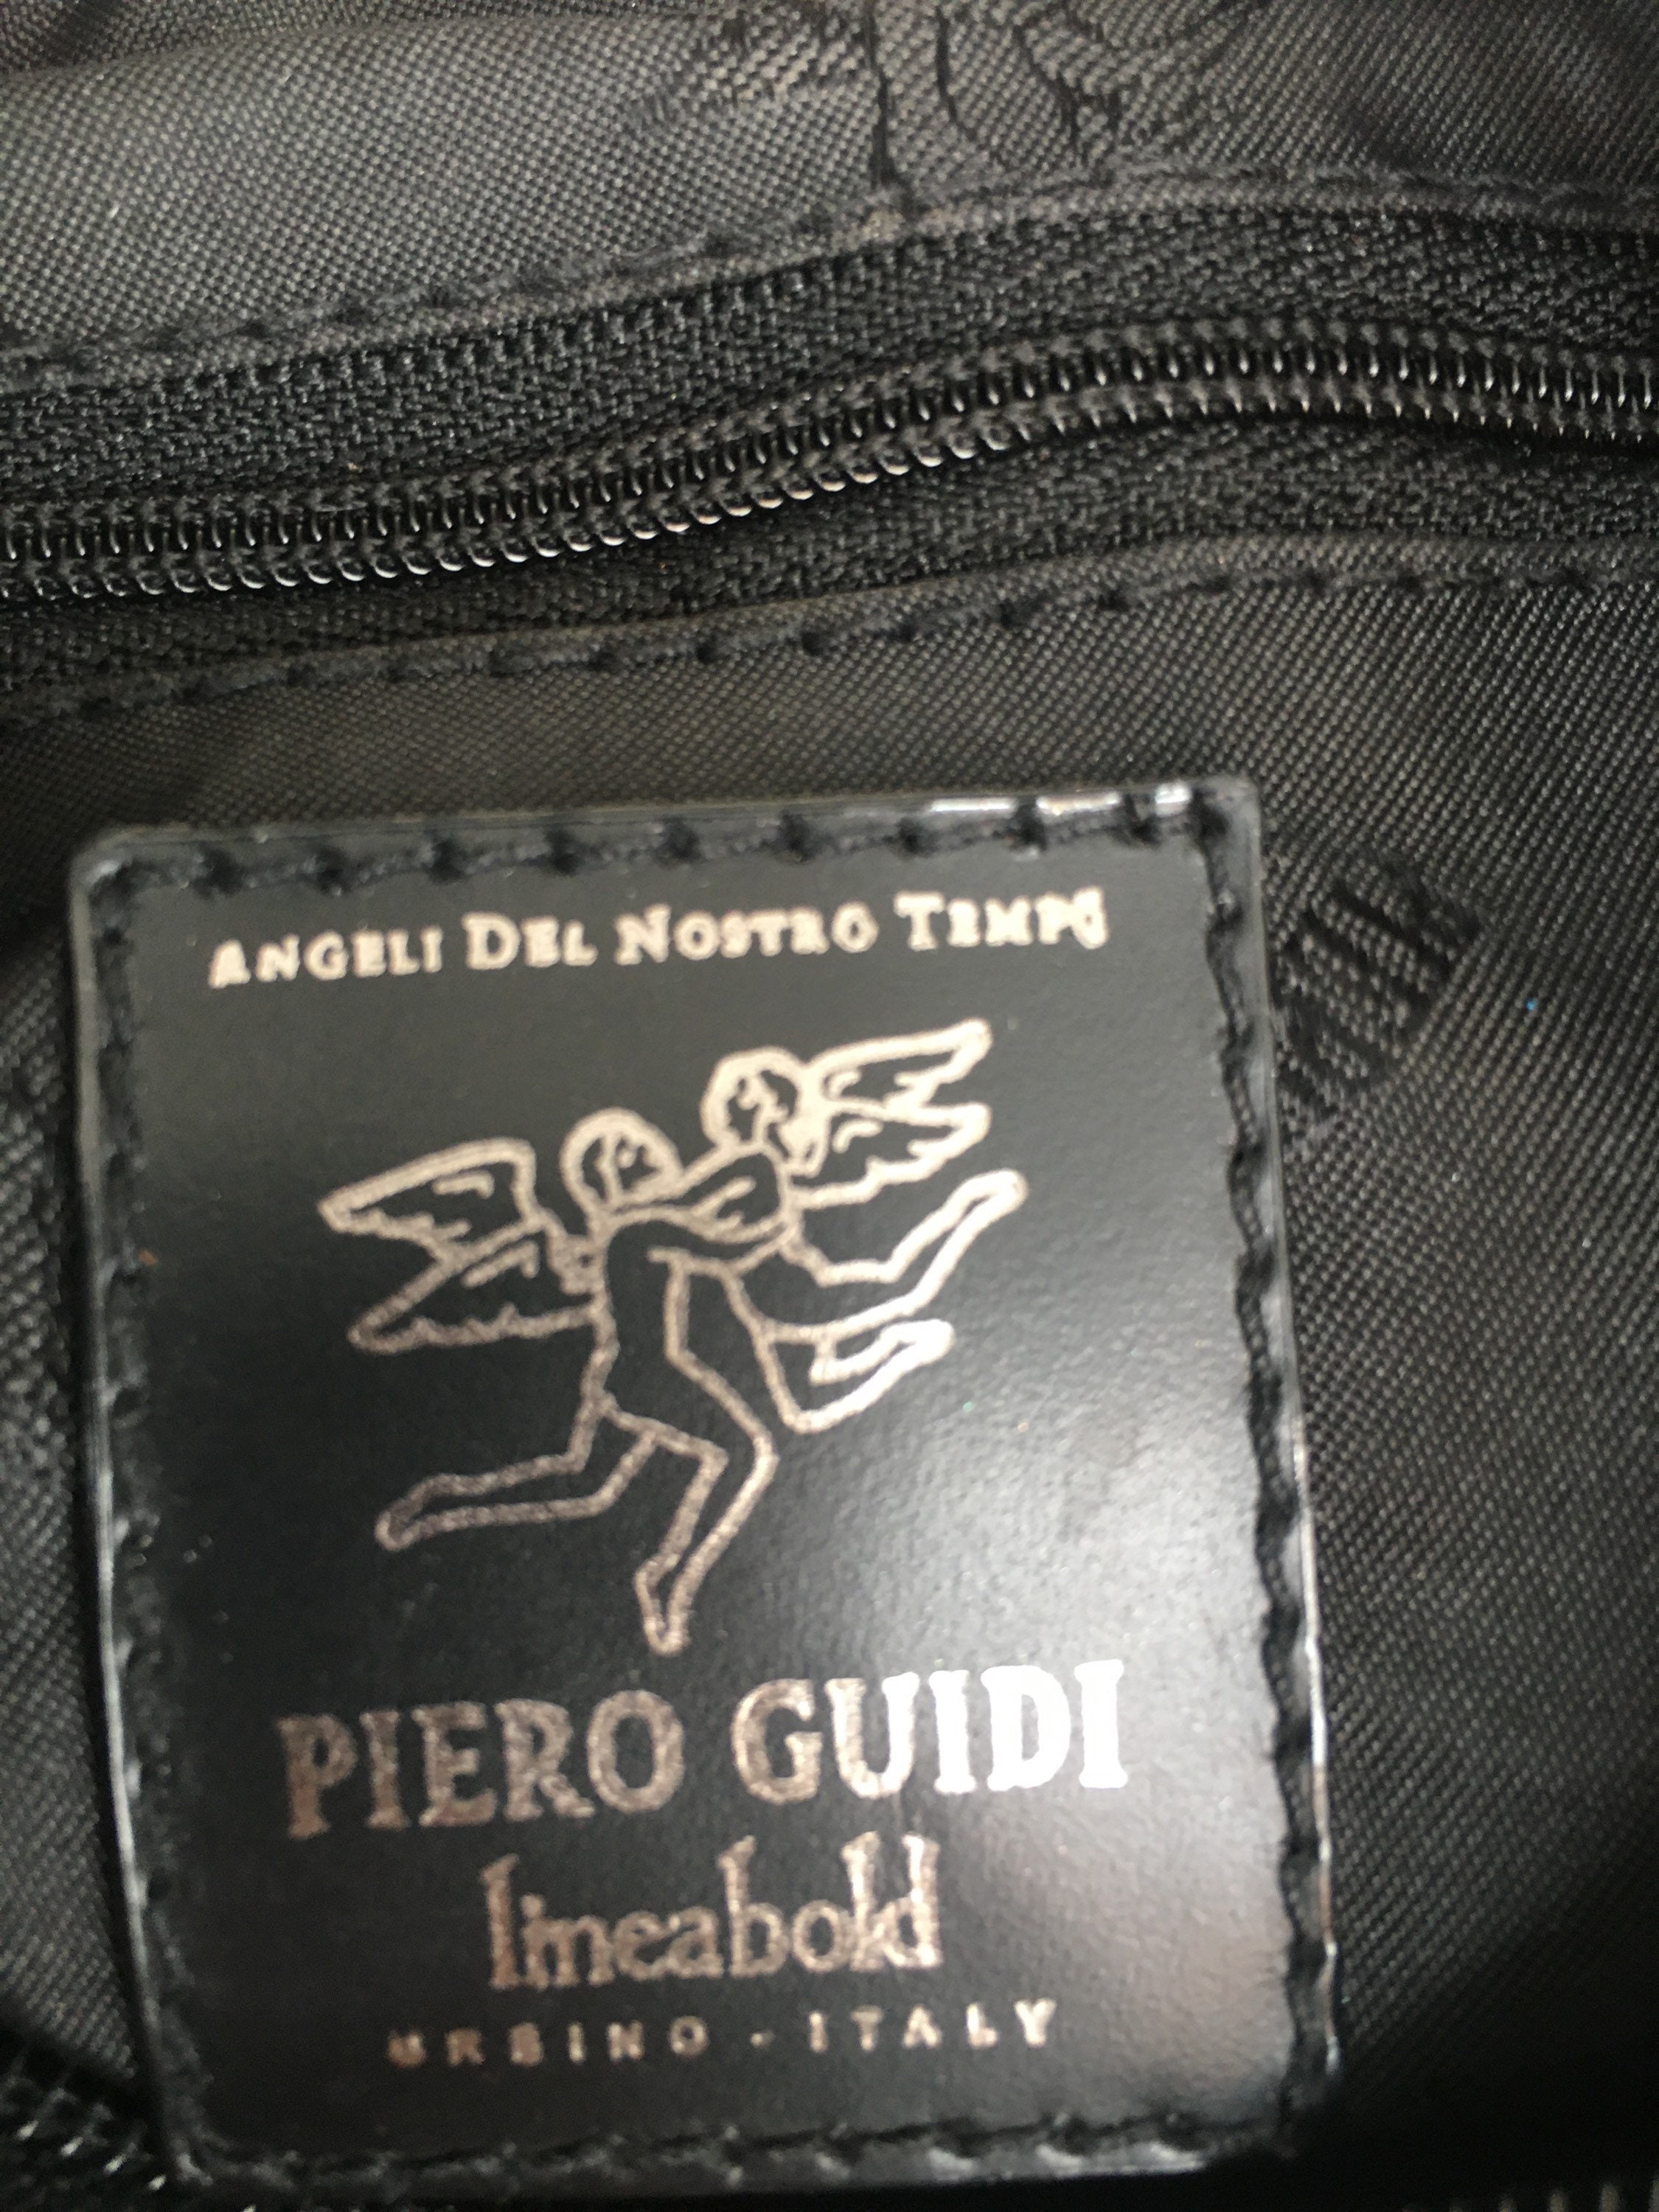 ANGELI DEL NOSTRO TEMPO
PIERO GUIDI
lineabold
URBINO - ITALY